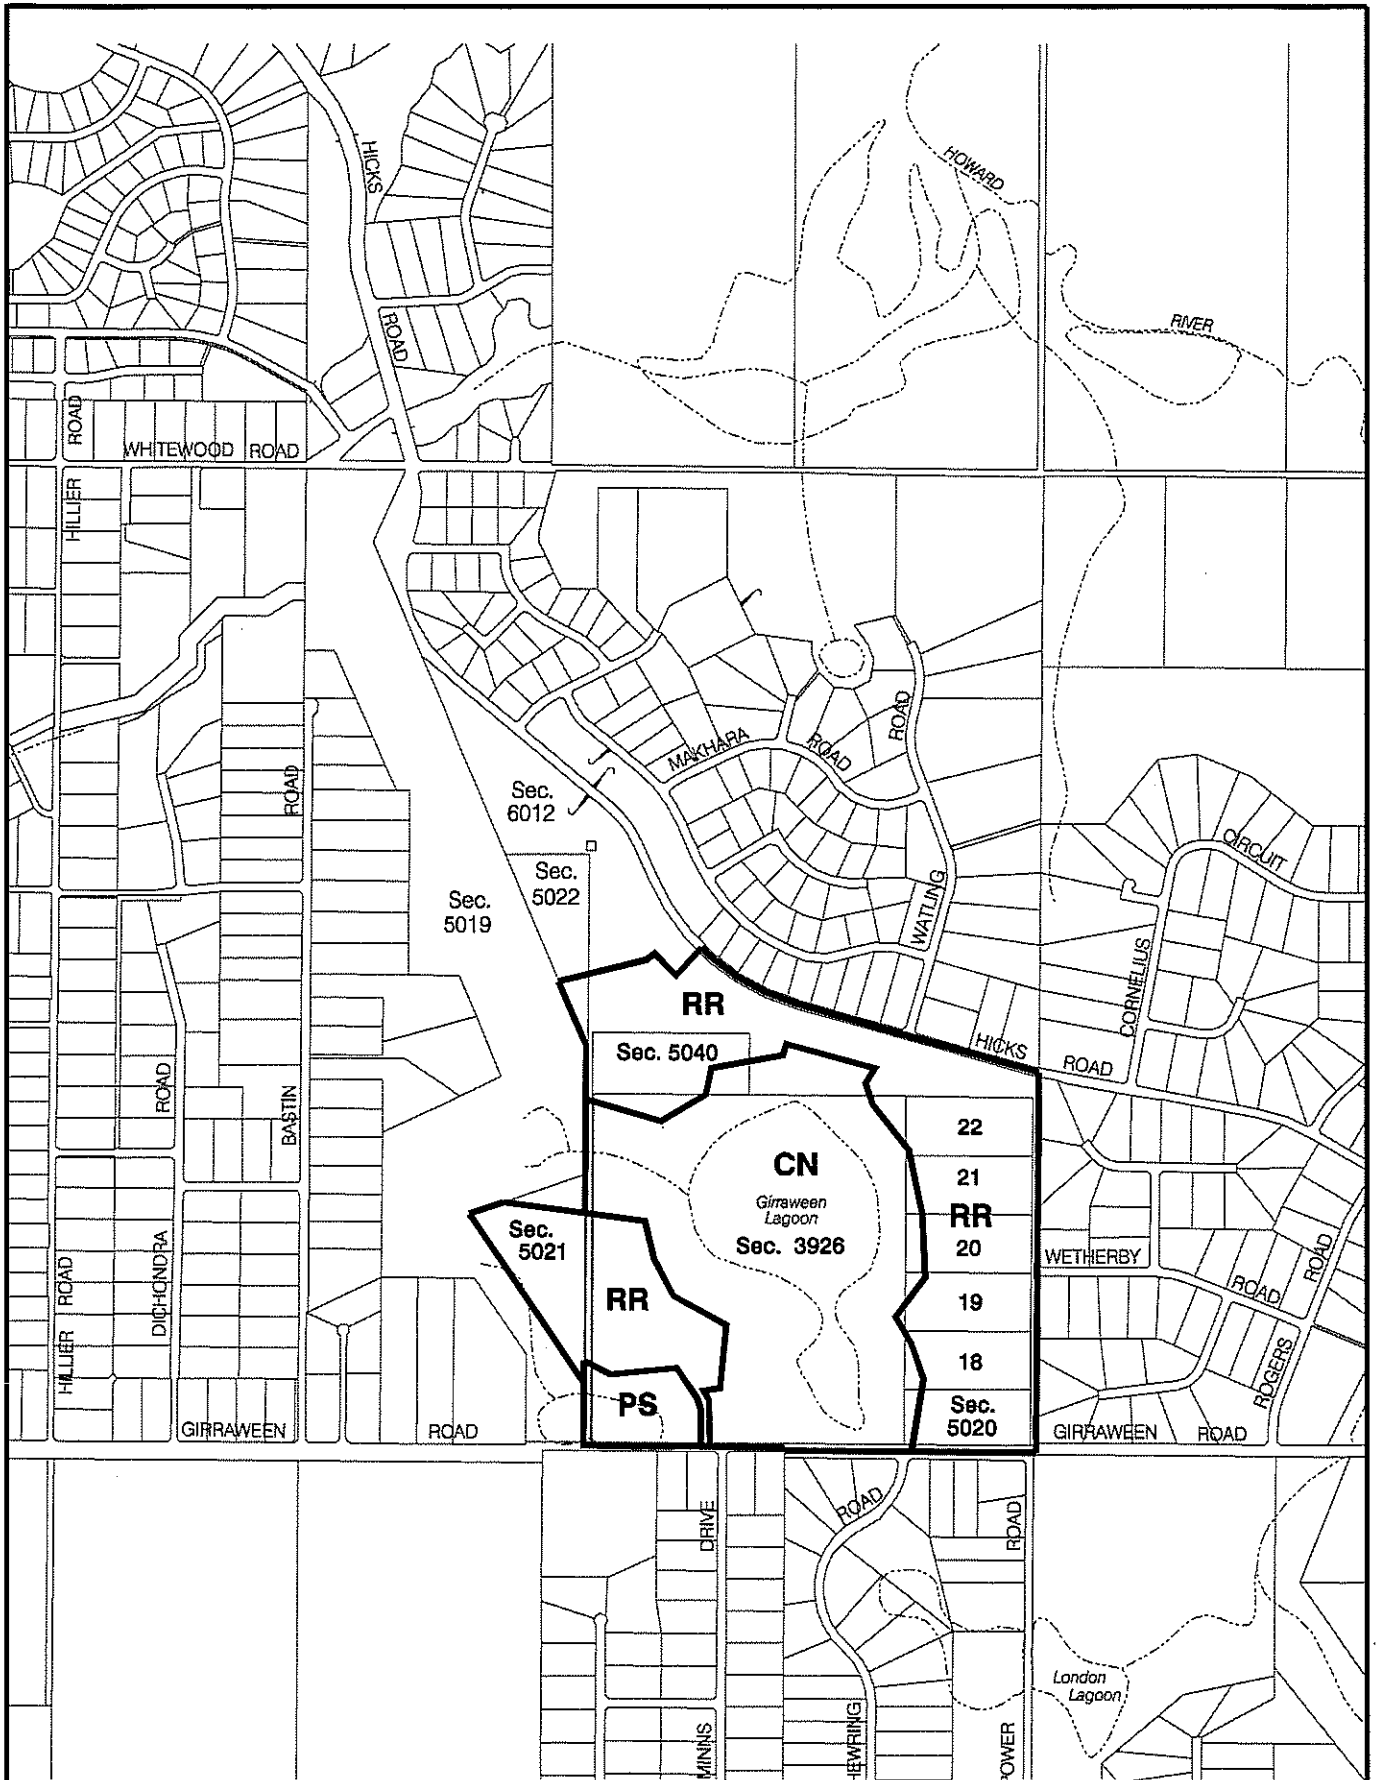 HICKS
HOWARD
RIVER
ROAD
ROAD
WHITEWOOD ROAD
HILLIER
MAKHARA
ROAD
ROAD
ROAD
Sec.
6012
CIRCUIT
Sec.
5022
Sec.
5019
WATLING
CORNELIUS
RR
HICKS
ROAD
Sec. 5040
ROAD
BASTIN
22
CN
21
Girraween
Lagoon
RR
Sec. 3926
20
Sec.
5021
WETHERBY
ROAD
ROAD
ROAD
DICHONDRA
RR
19
HILLIER
18
ROGERS
PS
Sec.
5020
GIRRAWEEN
ROAD
GIRRAWEEN
ROAD
ROAD
DRIVE
ROAD
London
Lagoon
MINNS
HEWRING
POWER